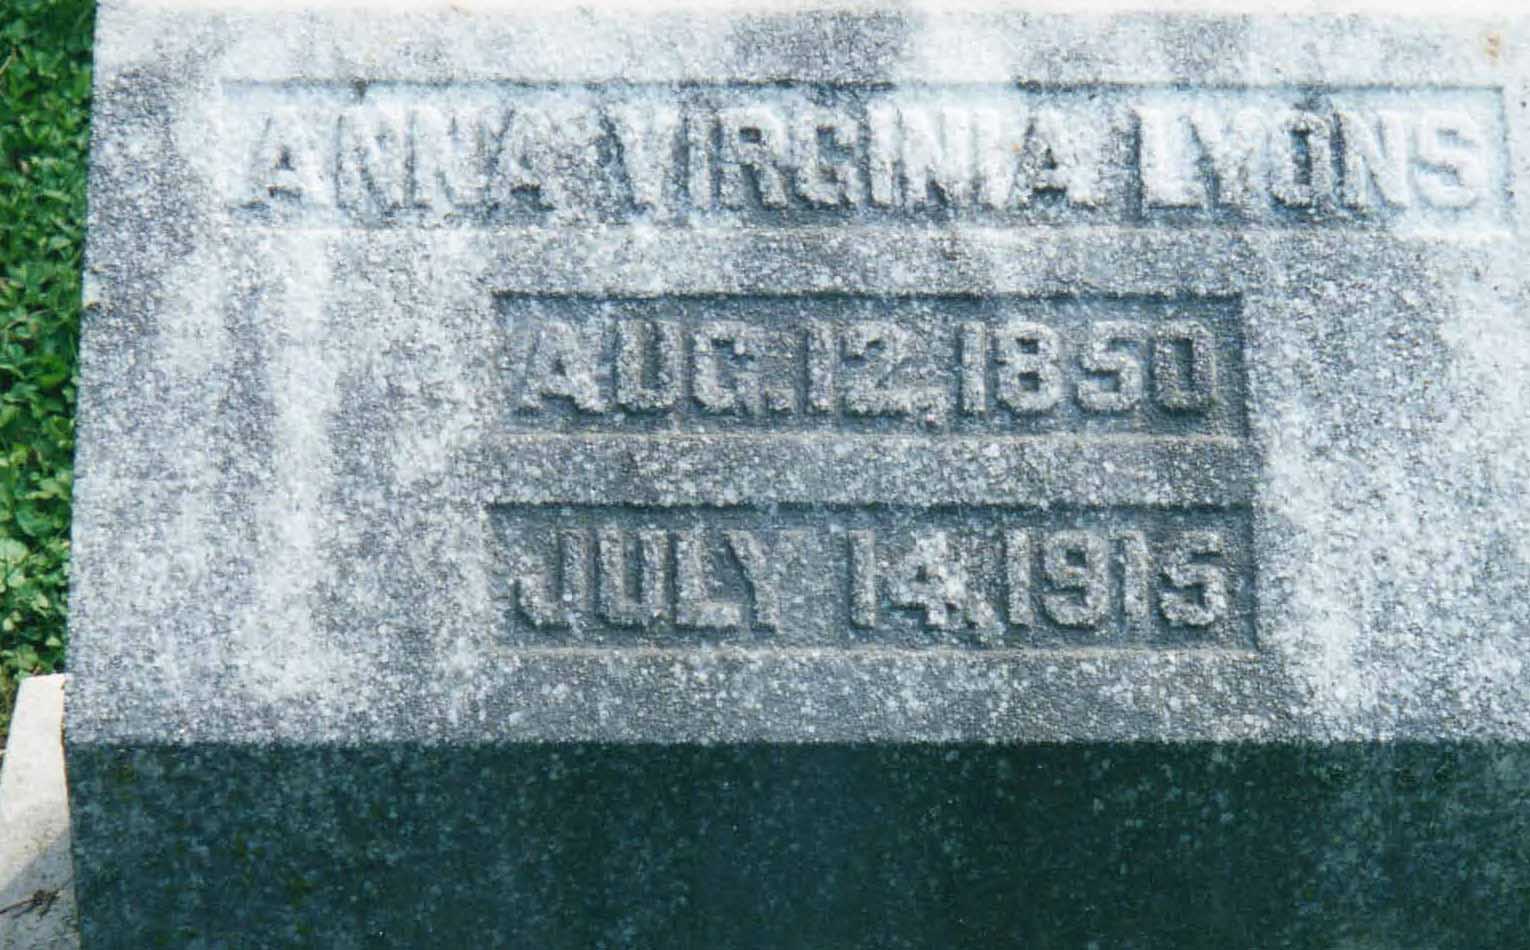 ANNA VIRGINIA LYONS
AUG. 12, 1850
JULY 14, 1915